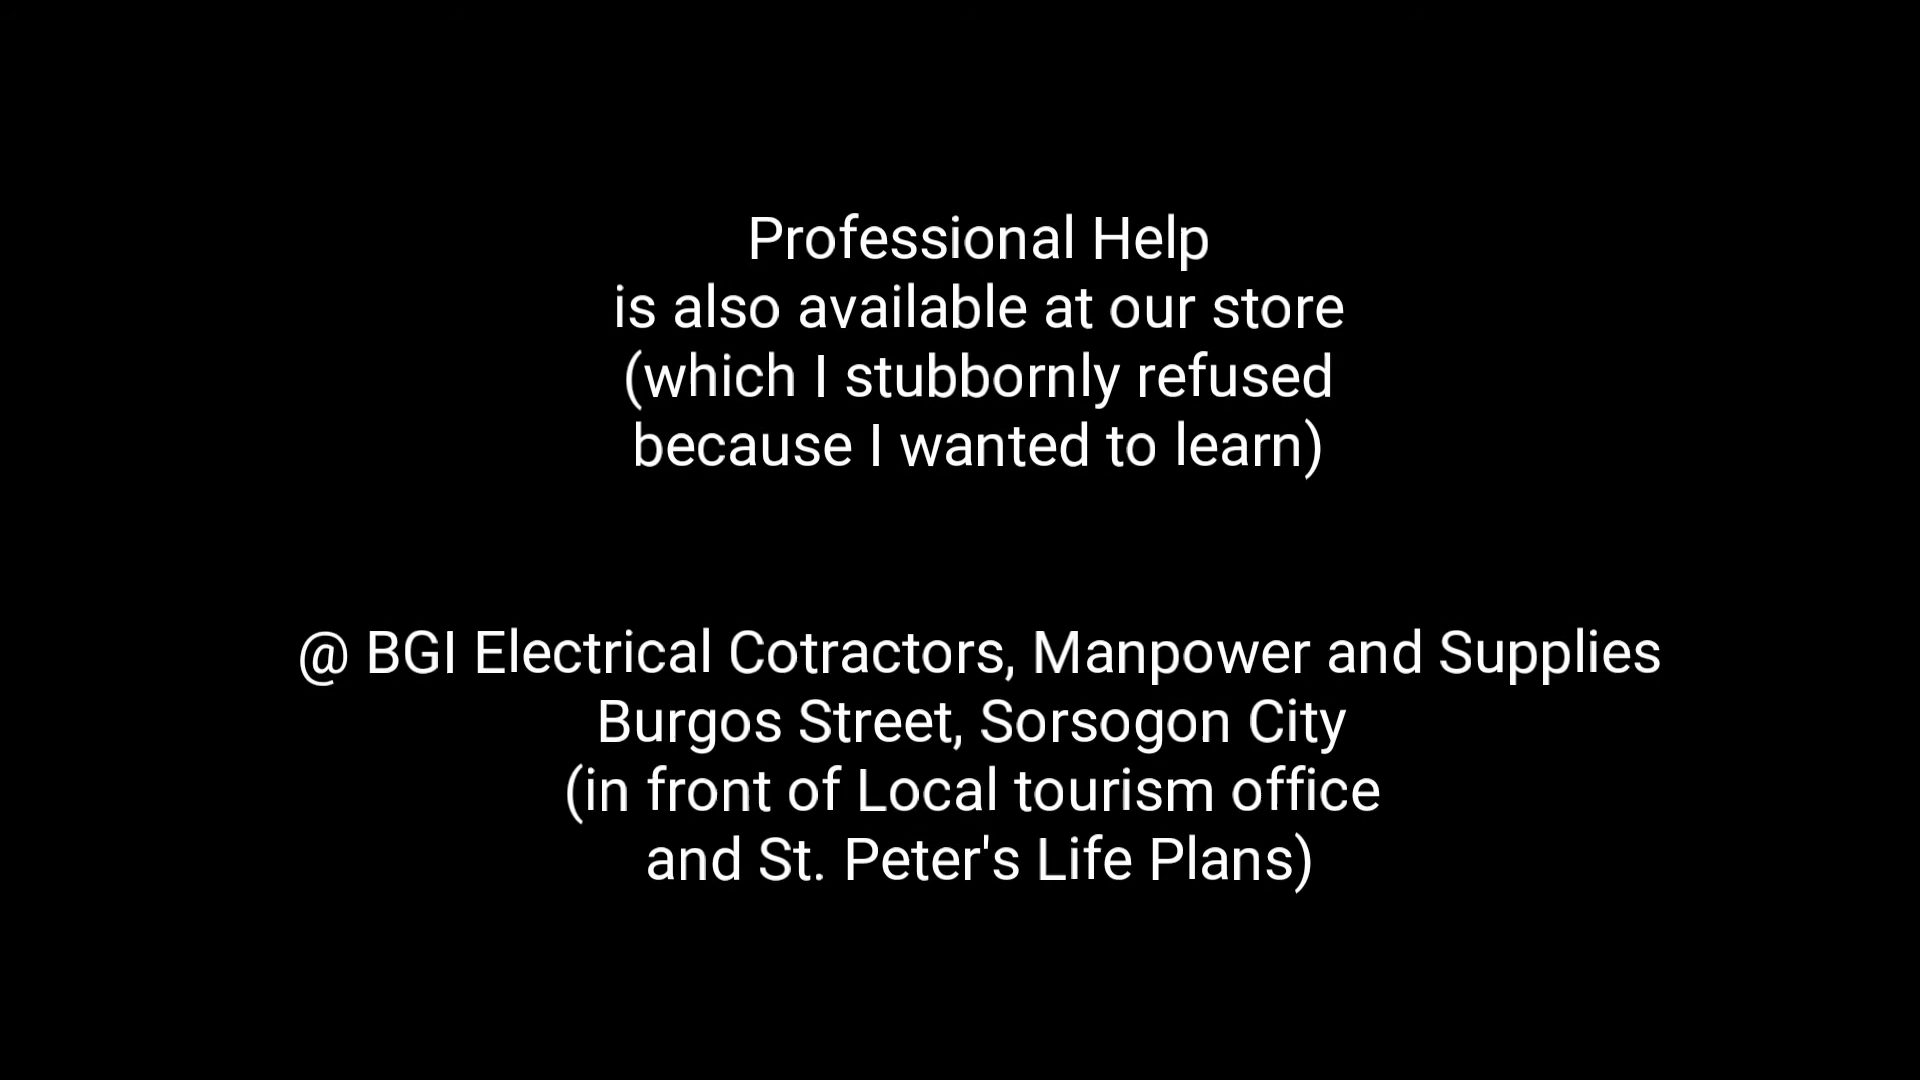 Professional Help
is also available at our store
(which I stubbornly refused
because I wanted to learn)
@ BGI Electrical Cotractors, Manpower and Supplies
Burgos Street, Sorsogon City
(in front of Local tourism office
and St. Peter's Life Plans)